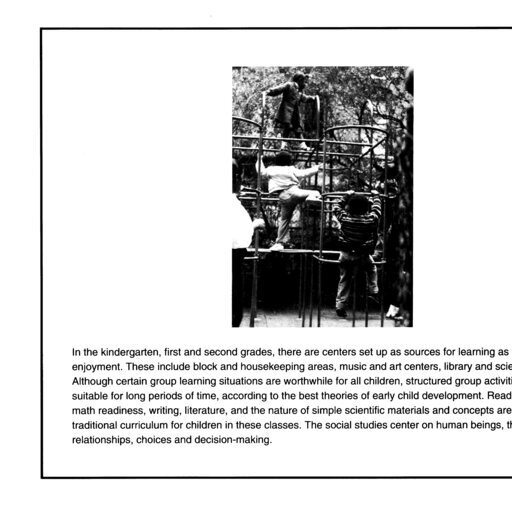 In the kindergarten, first and second grades, there are centers set up as sources for learning as
enjoyment. These include block and housekeeping areas, music and art centers, library and
Although certain group learning situations are worthwhile for all children, structured group
suitable for long periods of time, according to the best theories of early child development.
math readiness, writing, literature, and the nature of simple scientific materials and concepts are
traditional curriculum for children in these classes. The social studies center on human beings,
relationships, choices and decision-making.